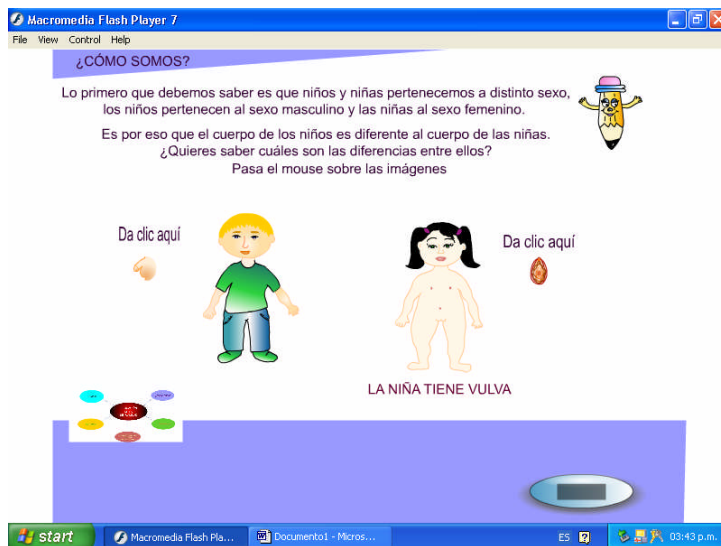 Macromedia Flash Player 7
File View Control Help
¿CÓMO SOMOS?
Lo primero que debemos saber es que niños y niñas pertenecemos a distinto sexo,
los niños pertenecen al sexo masculino y las niñas al sexo femenino.
Es por eso que el cuerpo de los niños es diferente al cuerpo de las niñas.
¿Quieres saber cuáles son las diferencias entre ellos?
Pasa el mouse sobre las imágenes
Da clic aquí
Da clic aquí
LA NIÑA TIENE VULVA
start
Macromedia Flash Pla...
Documento1 - Micros...
ES
03:43 p.m.